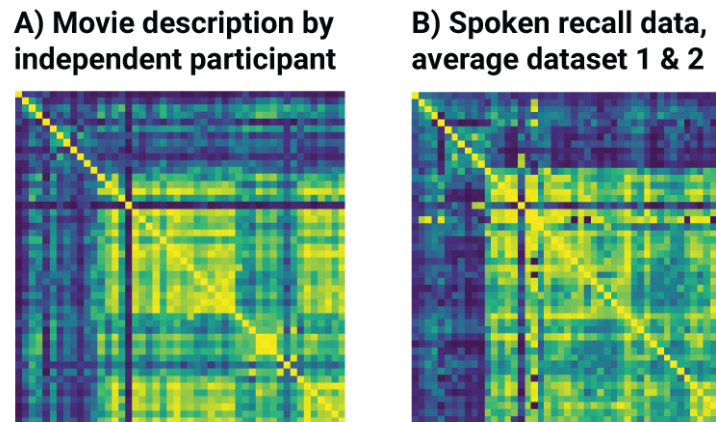 A) Movie description by
independent participant
B) Spoken recall data,
average dataset 1 & 2